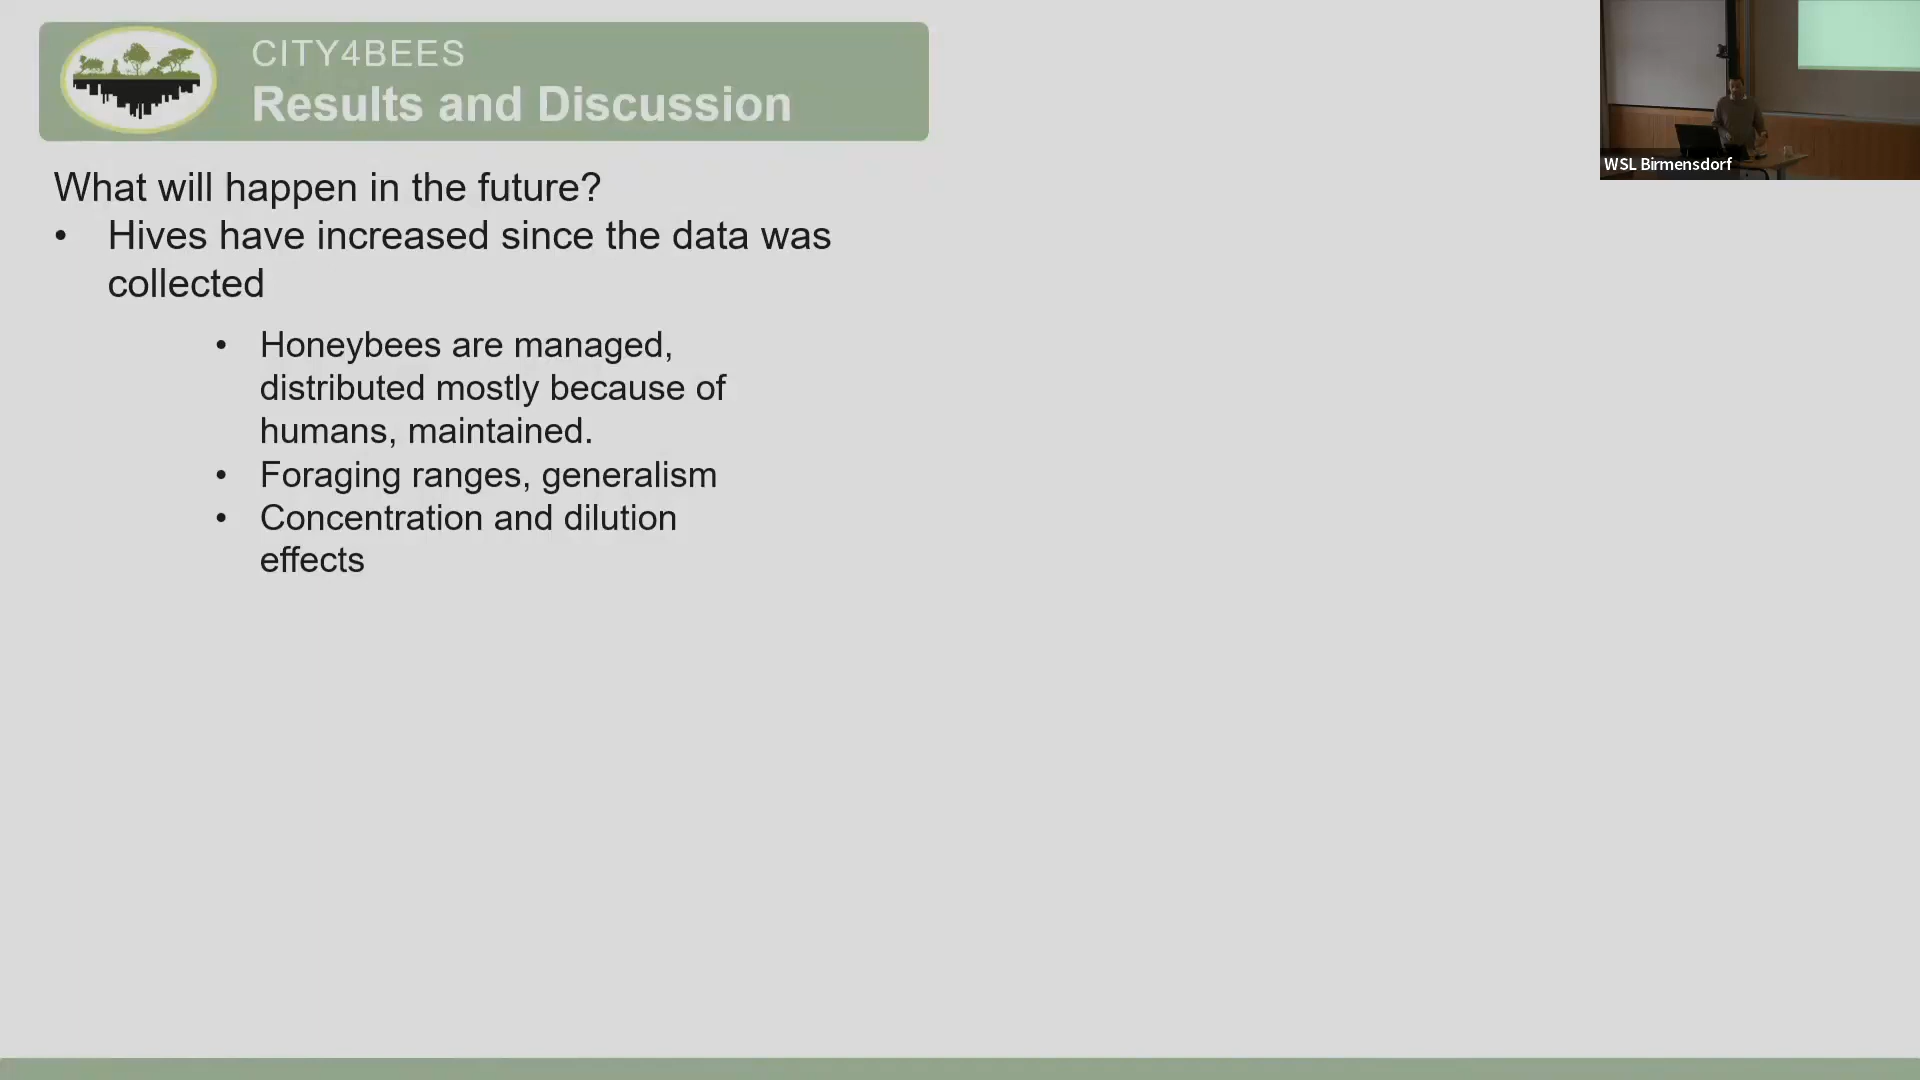 CITY4BEES
Results and Discussion
WSL Birmensdorf
What will happen in the future?
• Hives have increased since the data was
collected
• Honeybees are managed,
distributed mostly because of
humans, maintained.
• Foraging ranges, generalism
• Concentration and dilution
effects